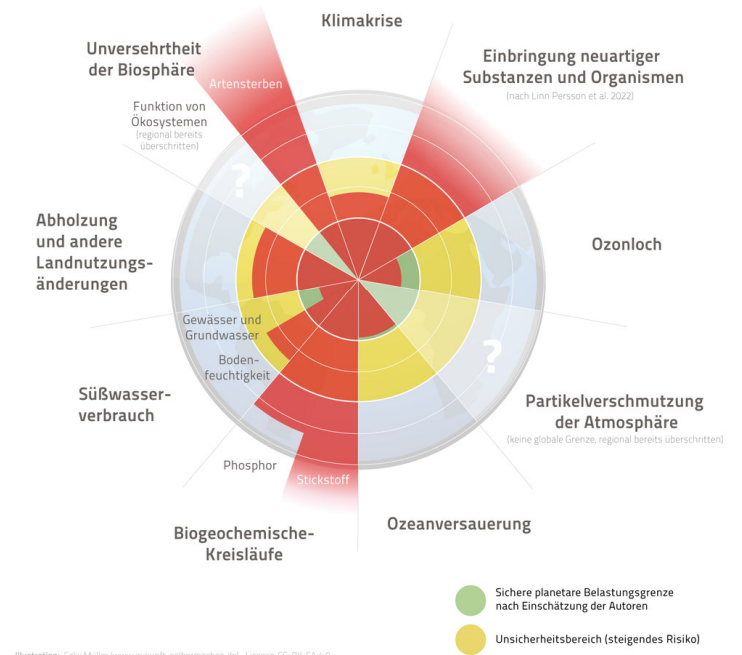 Klimakrise
Unversehrtheit
der Biosphäre
Artensterben
Einbringung neuartiger
Substanzen und Organismen
(nach Linn Persson et al. 2022)
Funktion von
Ökosystemen
(regional bereits
überschritten)
?
Abholzung
und andere
Landnutzungs-
änderungen
Ozonloch
Gewässer und
Grundwasser
Boden-
feuchtigkeit
?
Süßwasser-
verbrauch
Partikelverschmutzung
der Atmosphäre
(keine globale Grenze, regional bereits überschritten)
Phosphor
Stickstoff
Biogeochemische-
Kreisläufe
Ozeanversauerung
Sichere planetare Belastungsgrenze
nach Einschätzung der Autoren
Unsicherheitsbereich (steigendes Risiko)